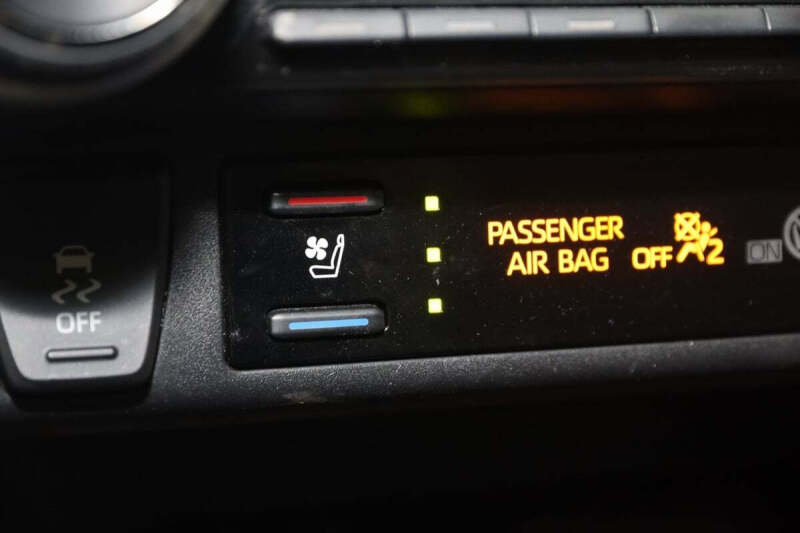 PASSENGER
AIR BAG OFF 2
ON
OFF